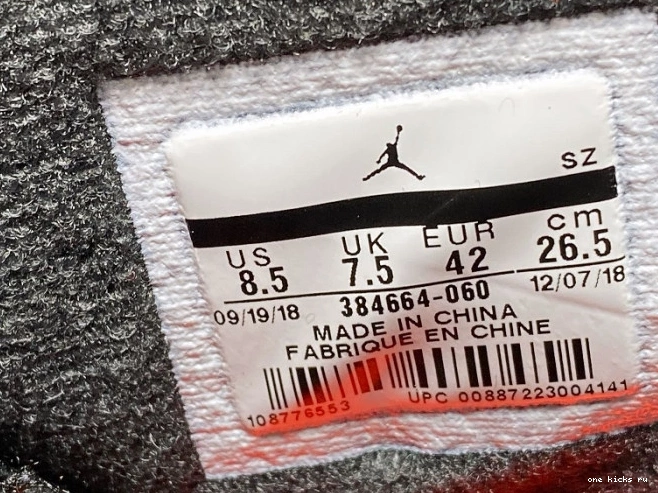 SZ
US UK EUR cm
8.5 7.5 42 26.5
09/19/18 384664-060 12/07/18
MADE IN CHINA
FABRIQUE EN CHINE
108776553 UPC 00887223004141
one kicks ru